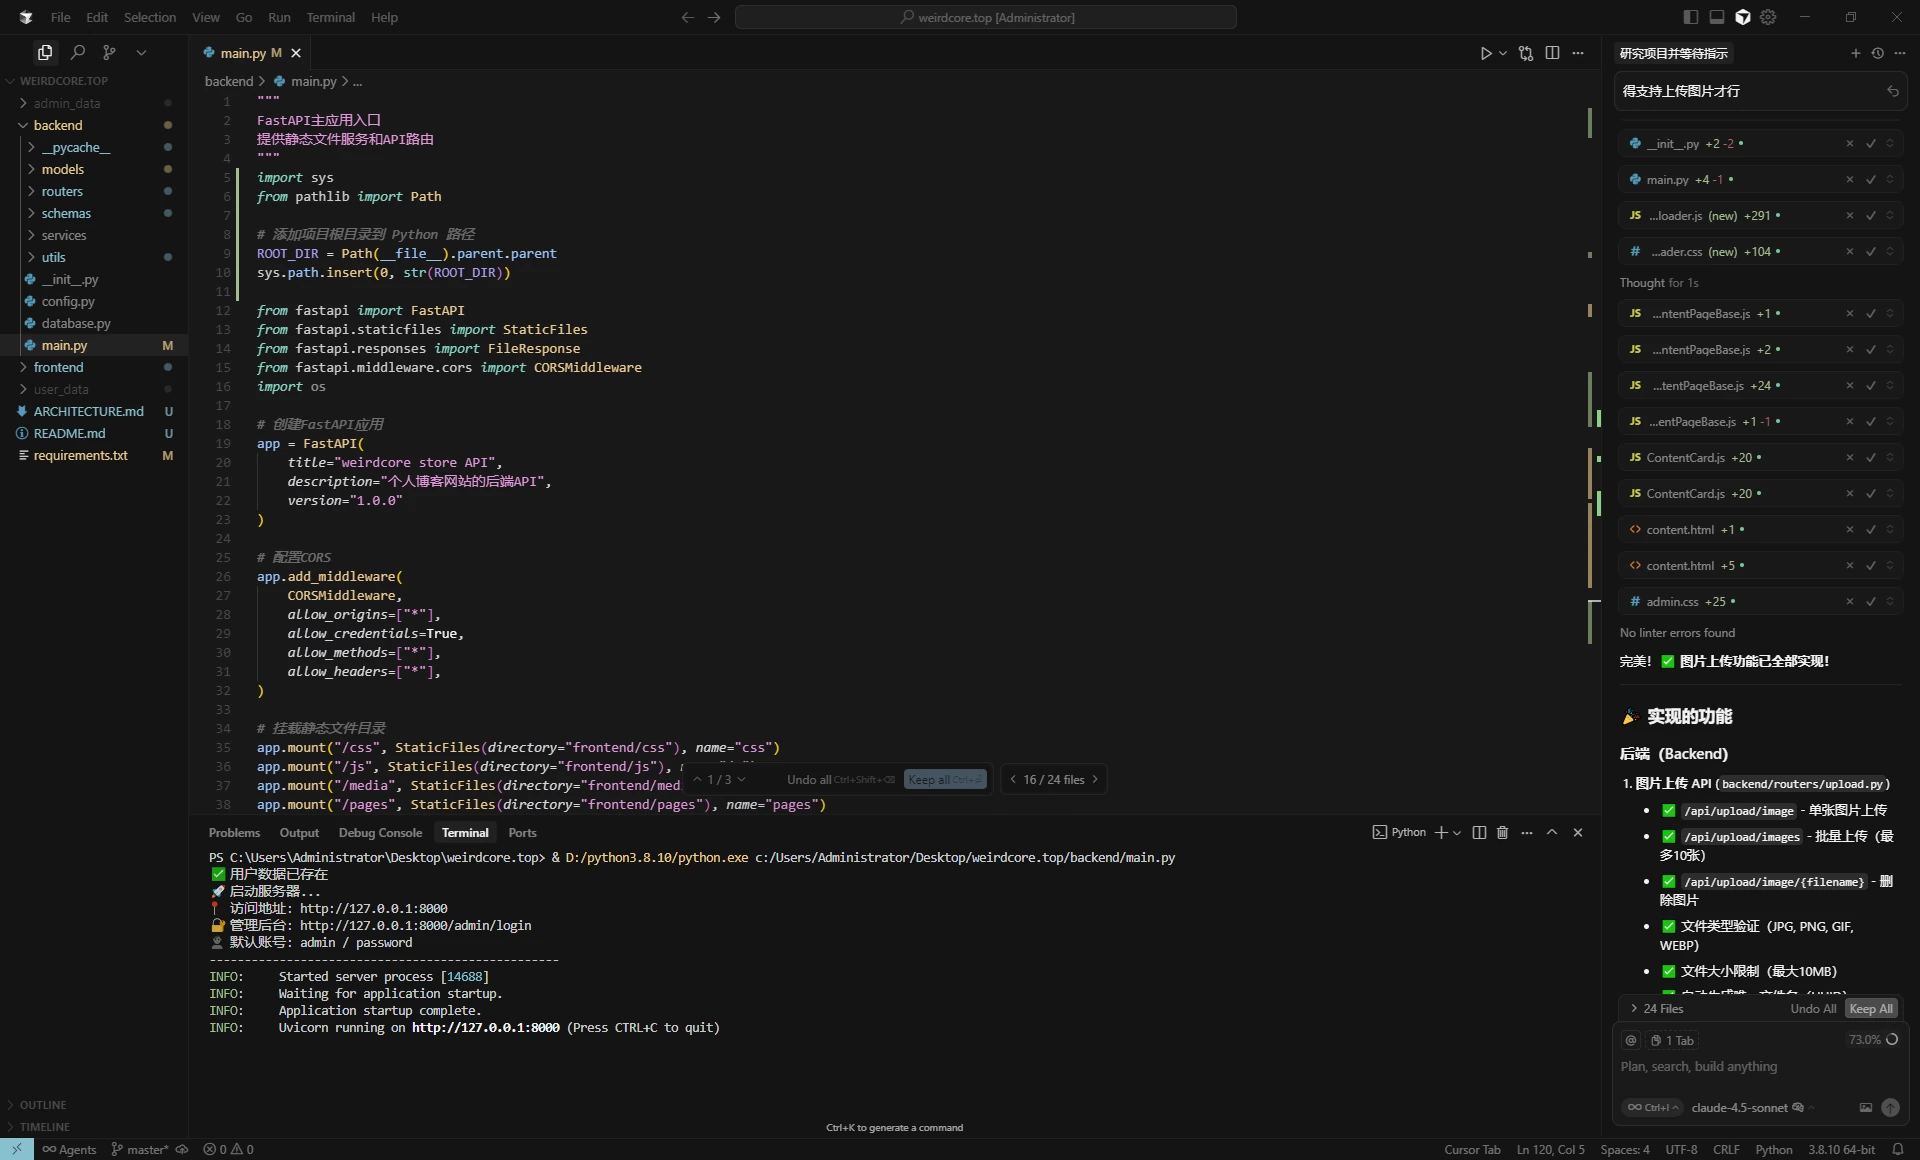 File Edit Selection View Go Run Terminal Help
weirdcore.top [Administrator]
WEIRDCORE.TOP
admin_data
backend
__pycache__
models
routers
schemas
services
utils
__init__.py
config.py
database.py
main.py M
frontend
user_data
ARCHITECTURE.md U
README.md U
requirements.txt M
OUTLINE
TIMELINE
main.py M
backend > main.py > ...
1 """
2 FastAPI主应用入口
3 提供静态文件服务和API路由
4 """
5 import sys
6 from pathlib import Path
7
8 # 添加项目根目录到 Python 路径
9 ROOT_DIR = Path(__file__).parent.parent
10 sys.path.insert(0, str(ROOT_DIR))
11
12 from fastapi import FastAPI
13 from fastapi.staticfiles import StaticFiles
14 from fastapi.responses import FileResponse
15 from fastapi.middleware.cors import CORSMiddleware
16 import os
17
18 # 创建FastAPI应用
19 app = FastAPI(
20 title="weirdcore store API",
21 description="个人博客网站的后端API",
22 version="1.0.0"
23 )
24
25 # 配置CORS
26 app.add_middleware(
27 CORSMiddleware,
28 allow_origins=["*"],
29 allow_credentials=True,
30 allow_methods=["*"],
31 allow_headers=["*"],
32 )
33
34 # 挂载静态文件目录
35 app.mount("/css", StaticFiles(directory="frontend/css"), name="css")
36 app.mount("/js", StaticFiles(directory="frontend/js"),
37 app.mount("/media", StaticFiles(directory="frontend/med
38 app.mount("/pages", StaticFiles(directory="frontend/pages"), name="pages")
1 / 3 Undo all Ctrl+Shift+⌫ Keep all Ctrl+⏎ 16 / 24 files
Problems Output Debug Console Terminal Ports
Python
PS C:\Users\Administrator\Desktop\weirdcore.top> & D:/python3.8.10/python.exe c:/Users/Administrator/Desktop/weirdcore.top/backend/main.py
✅ 用户数据已存在
🚀 启动服务器...
📍 访问地址: http://127.0.0.1:8000
🔐 管理后台: http://127.0.0.1:8000/admin/login
👤 默认账号: admin / password
--------------------------------------------------
INFO: Started server process [14688]
INFO: Waiting for application startup.
INFO: Application startup complete.
INFO: Uvicorn running on http://127.0.0.1:8000 (Press CTRL+C to quit)
Ctrl+K to generate a command
研究项目并等待指示
得支持上传图片才行
__init__.py +2 -2
main.py +4 -1
JS ...loader.js (new) +291
# ...ader.css (new) +104
Thought for 1s
JS ...ntentPageBase.js +1
JS ...ntentPageBase.js +2
JS ...tentPageBase.js +24
JS ...entPageBase.js +1 -1
JS ContentCard.js +20
JS ContentCard.js +20
<> content.html +1
<> content.html +5
# admin.css +25
No linter errors found
完美！✅ 图片上传功能已全部实现！
🎉 实现的功能
后端（Backend）
1. 图片上传 API (backend/routers/upload.py)
• ✅ /api/upload/image - 单张图片上传
• ✅ /api/upload/images - 批量上传（最
多10张）
• ✅ /api/upload/image/{filename} - 删
除图片
• ✅ 文件类型验证（JPG, PNG, GIF,
WEBP）
• ✅ 文件大小限制（最大10MB）
24 Files Undo All Keep All
@ 1 Tab 73.0%
Plan, search, build anything
∞ Ctrl+I claude-4.5-sonnet
Agents master* 0 0
Cursor Tab Ln 120, Col 5 Spaces: 4 UTF-8 CRLF Python 3.8.10 64-bit